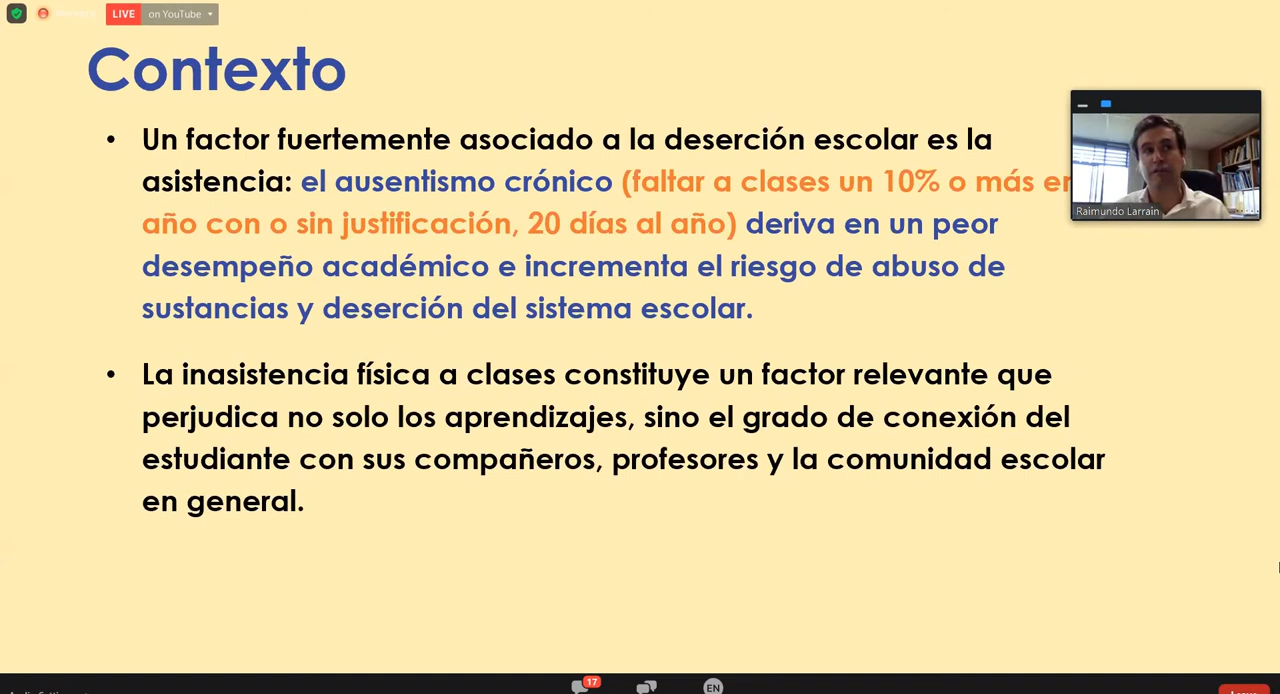 LIVE on YouTube
Contexto
• Un factor fuertemente asociado a la deserción escolar es la
asistencia: el ausentismo crónico (faltar a clases un 10% o más en
año con o sin justificación, 20 días al año) deriva en un peor
desempeño académico e incrementa el riesgo de abuso de
sustancias y deserción del sistema escolar.
Raimundo Larrain
• La inasistencia física a clases constituye un factor relevante que
perjudica no solo los aprendizajes, sino el grado de conexión del
estudiante con sus compañeros, profesores y la comunidad escolar
en general.
17
EN